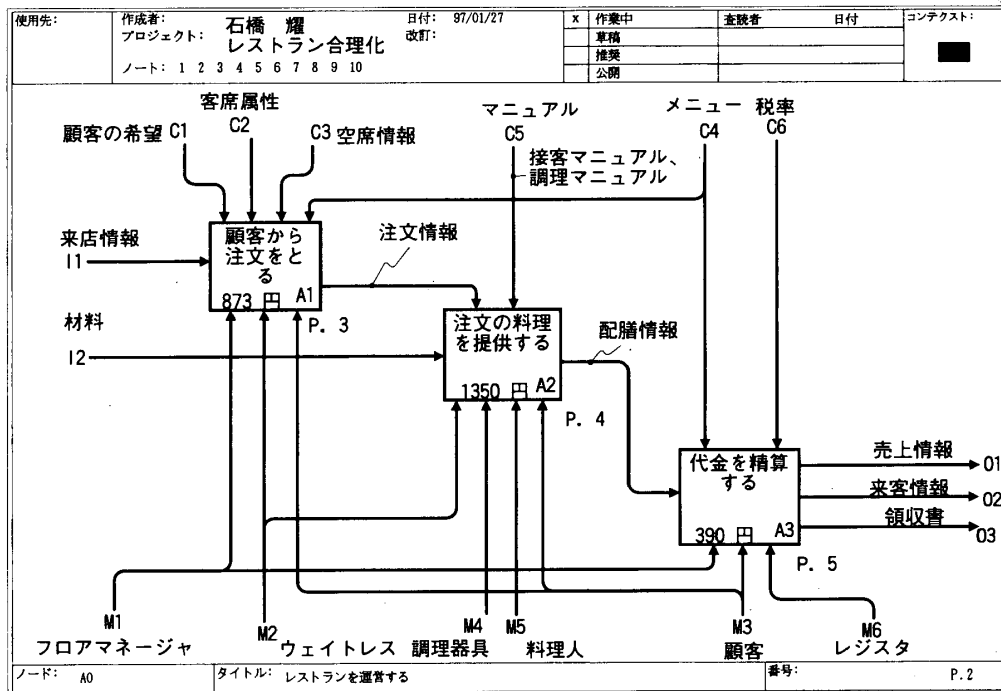 使用先:
作成者: 石橋 耀
日付: 97/01/27
プロジェクト: レストラン合理化
改訂:
ノート: 1 2 3 4 5 6 7 8 9 10
x 作業中
草稿
推奨
公開
査読者 日付
コンテクスト:
客席属性
C2
マニュアル
C5
メニュー
C4
税率
C6
顧客の希望 C1
C3 空席情報
接客マニュアル、
調理マニュアル
来店情報
I1
顧客から
注文をと
る
873 円 A1
P. 3
注文情報
材料
I2
注文の料理
を提供する
1350 円 A2
P. 4
配膳情報
代金を精算
する
390 円 A3
P. 5
売上情報
O1
来客情報
O2
領収書
O3
M1
フロアマネージャ
M2
ウェイトレス
M4
調理器具
M5
料理人
M3
顧客
M6
レジスタ
ノード: A0
タイトル: レストランを運営する
番号: P.2